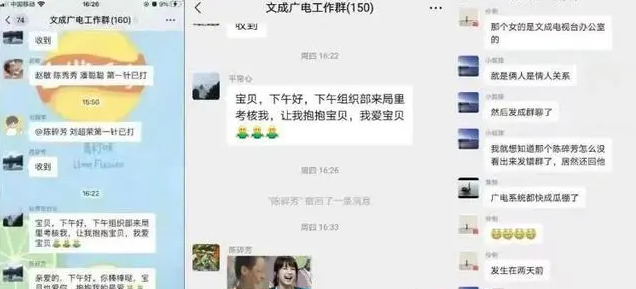 中国移动
16:26
74
文成广电工作群(160)
收到
赵敏 陈秀秀 潘聪聪 第一针已打
15:50
@陈碎芳 刘超荣第一针已打
收到
16:22
宝贝，下午好，下午组织部来局里
考核我，让我抱抱宝贝，我爱
宝贝
亲爱的，下午好。你棒棒哒，宝
贝也爱你，抱抱我的最爱
文成广电工作群(150)
收到
周四 16:22
平常心
宝贝，下午好，下午组织部来局里
考核我，让我抱抱宝贝，我爱宝贝
周四 16:26
"陈碎芳" 撤回了一条消息
周四 16:33
陈碎芳
那个女的是文成电视台办公室
的
就是俩人是情人关系
然后发成群聊了
我就想知道那个陈碎芳怎么没
看出来发错群了，居然还回他
广电系统都快成瓜棚了
发生在两天前